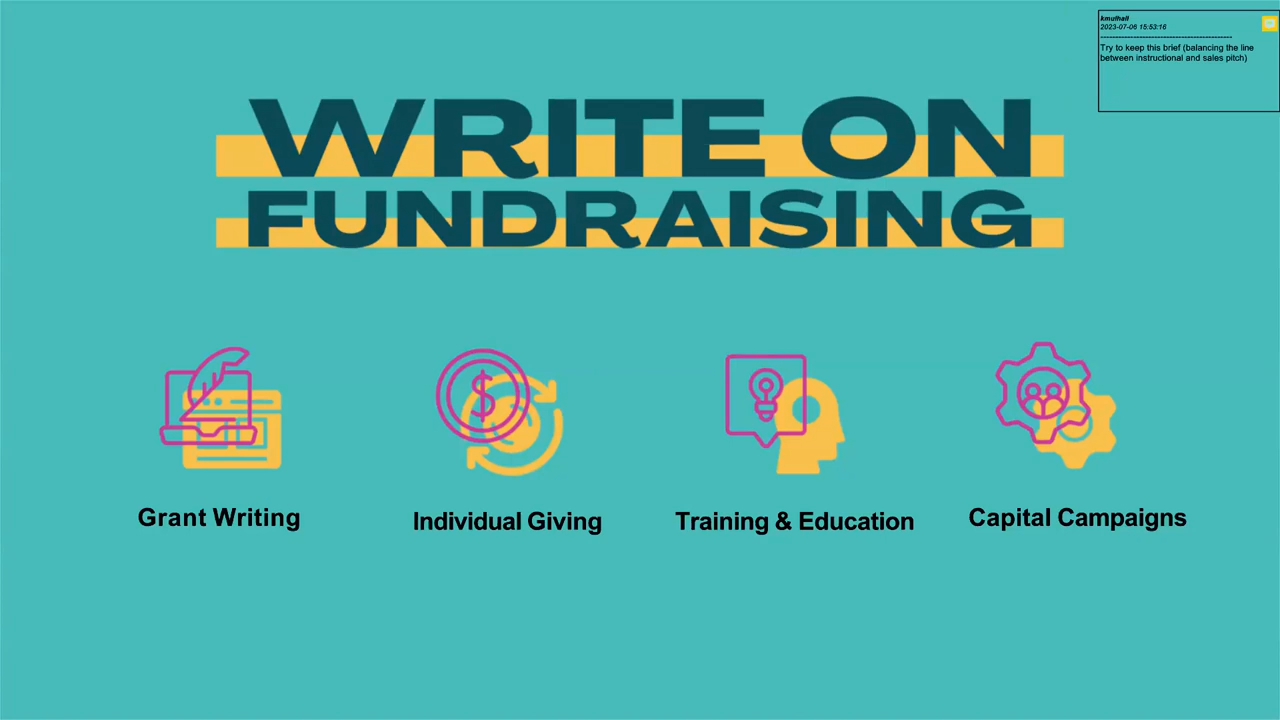 kmulhall
2023-07-06 15:53:16
--------------------------------------------
Try to keep this brief (balancing the line
between instructional and sales pitch)
WRITE ON
FUNDRAISING
$
Grant Writing
Individual Giving
Training & Education
Capital Campaigns